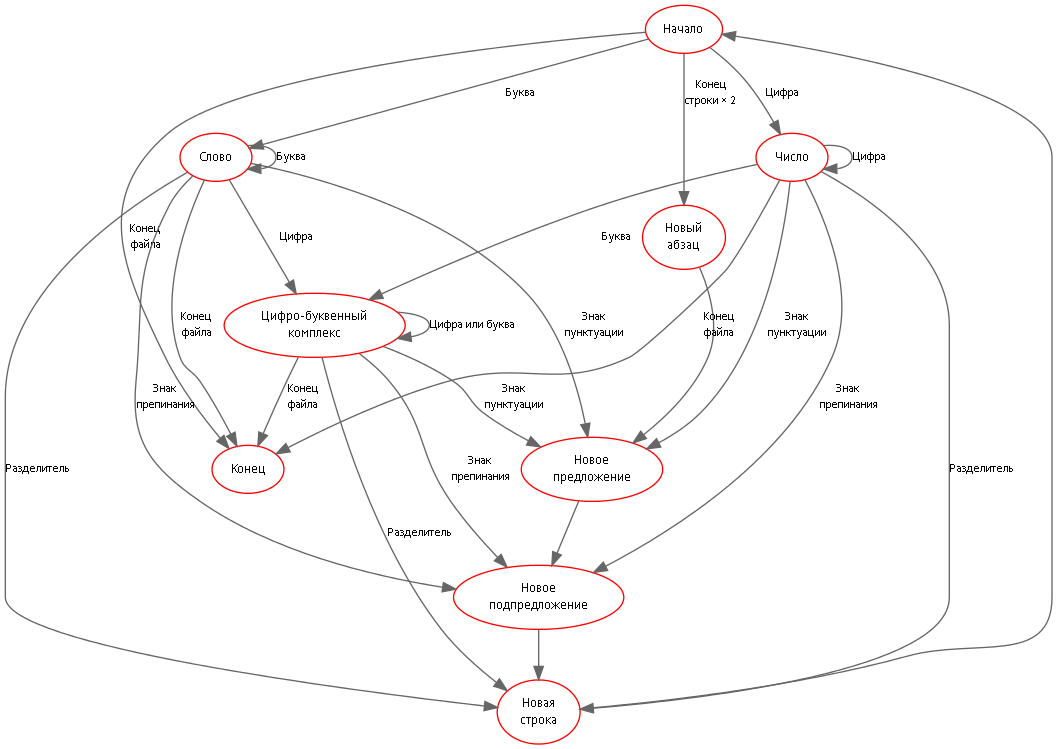 Начало
Конец
строки × 2
Буква
Цифра
Слово
Буква
Число
Цифра
Новый
абзац
Конец
файла
Цифра
Буква
Цифро-буквенный
комплекс
Цифра или буква
Конец
файла
Знак
пунктуации
Конец
файла
Знак
пунктуации
Знак
препинания
Конец
файла
Знак
пунктуации
Знак
препинания
Разделитель
Конец
Знак
препинания
Новое
предложение
Разделитель
Разделитель
Новое
подпредложение
Новая
строка